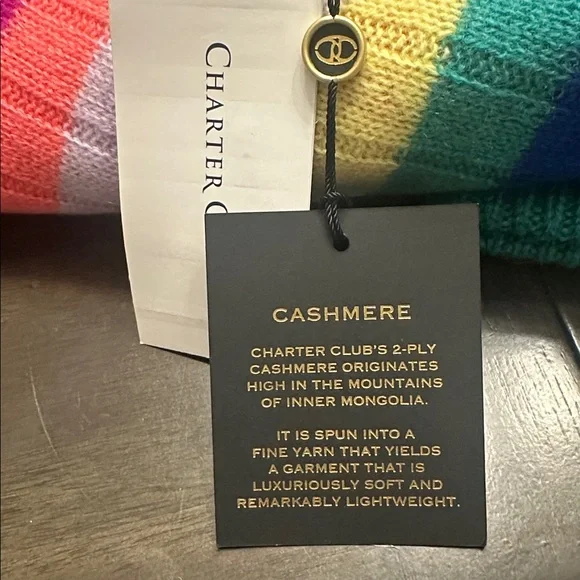 CHARTER C
CASHMERE
CHARTER CLUB'S 2-PLY
CASHMERE ORIGINATES
HIGH IN THE MOUNTAINS
OF INNER MONGOLIA.
IT IS SPUN INTO A
FINE YARN THAT YIELDS
A GARMENT THAT IS
LUXURIOUSLY SOFT AND
REMARKABLY LIGHTWEIGHT.